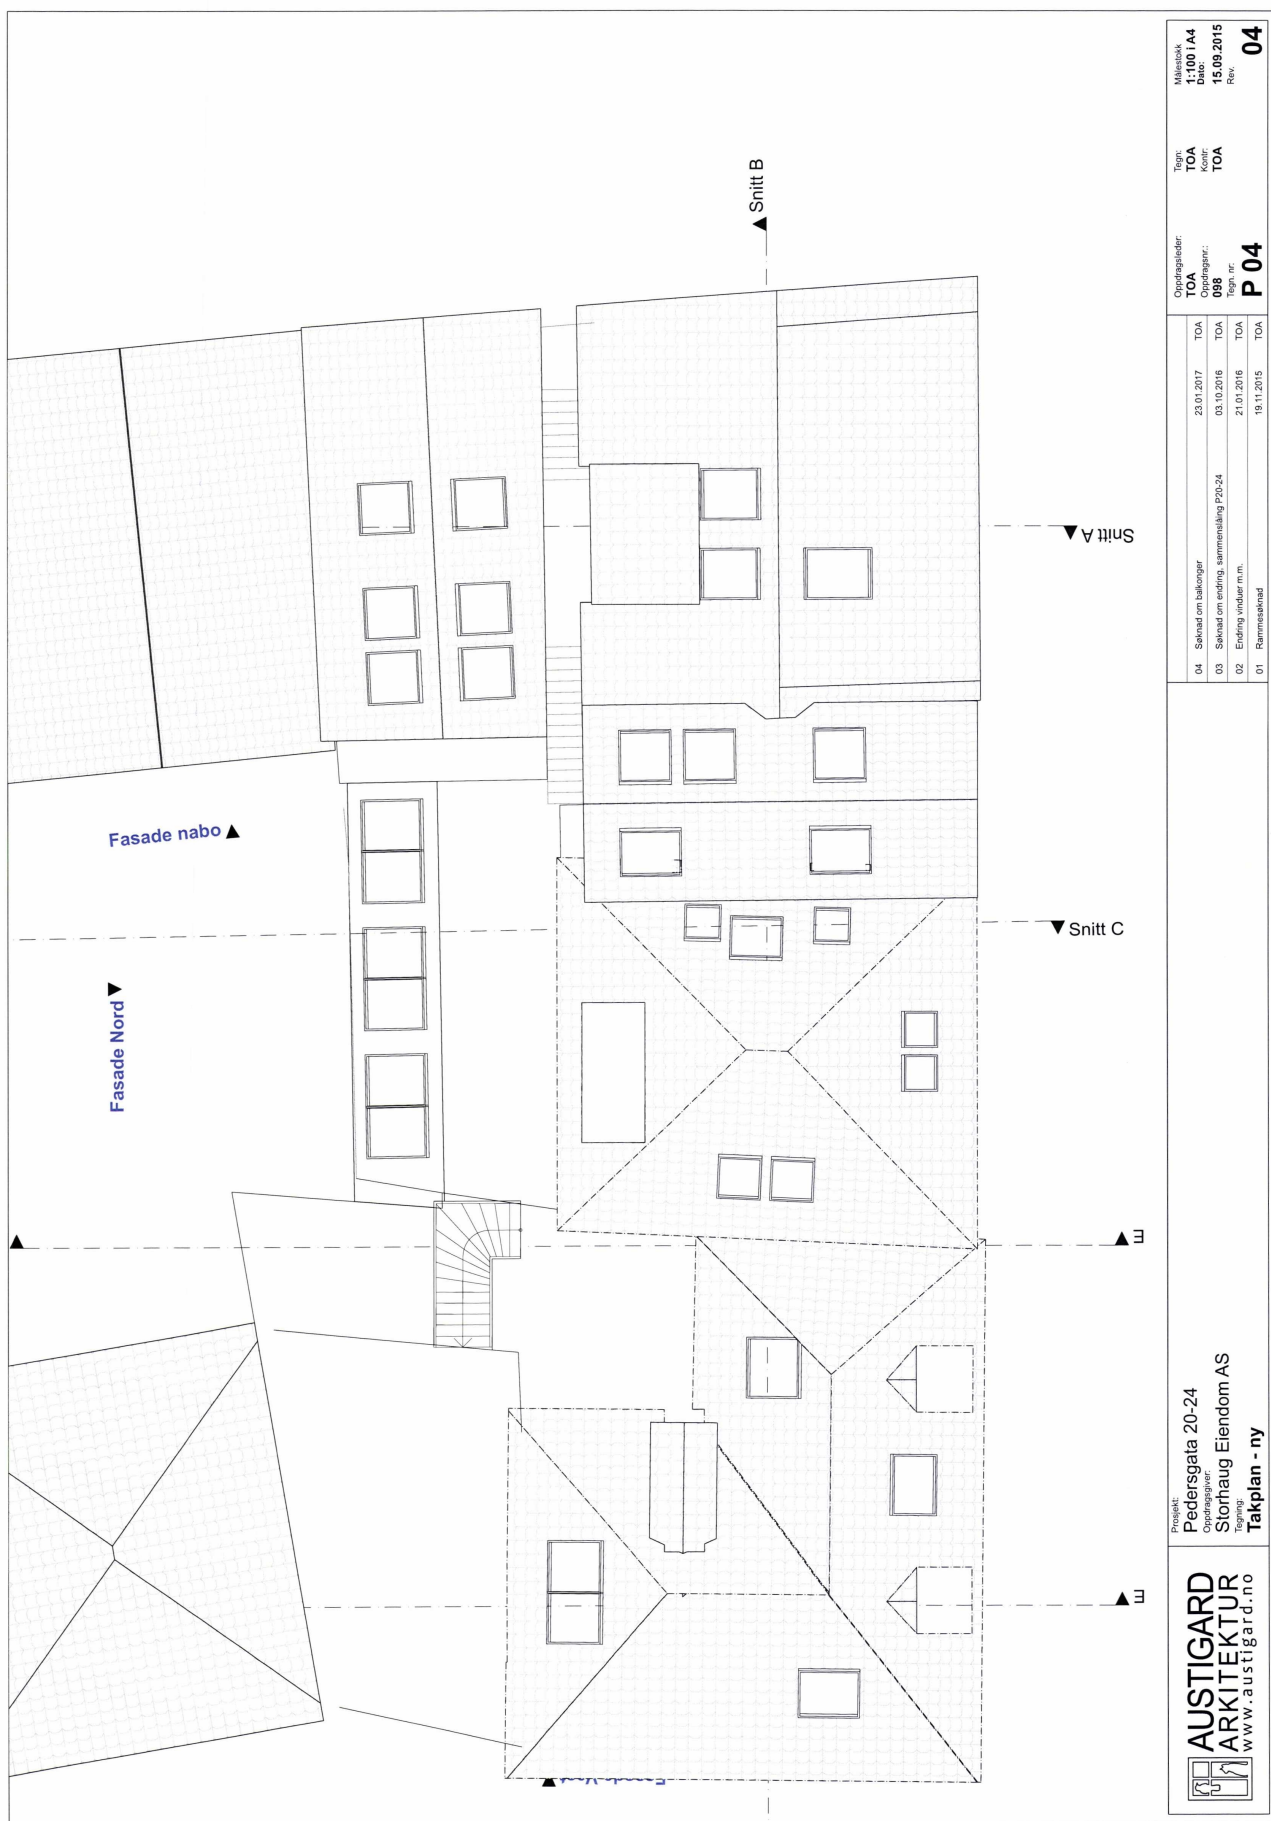 Fasade nabo
Fasade Nord
Snitt B
Snitt A
Snitt C
E
E
Prosjekt:
Pedersgata 20-24
Oppdragsgiver:
Storhaug Eiendom AS
Tegning:
Takplan - ny
AUSTIGARD
ARKITEKTUR
www.austigard.no
04 Søknad om balkonger 23.01.2017 TOA
03 Søknad om endring, sammenslåing P20-24 03.10.2016 TOA
02 Endring vinduer m.m. 21.01.2016 TOA
01 Rammesøknad 19.11.2015 TOA
Oppdragsleder:
TOA
Oppdragsnr.:
098
Tegn. nr:
P 04
Tegn:
TOA
Kontr:
TOA
Målestokk
1:100 i A4
Dato:
15.09.2015
Rev.
04